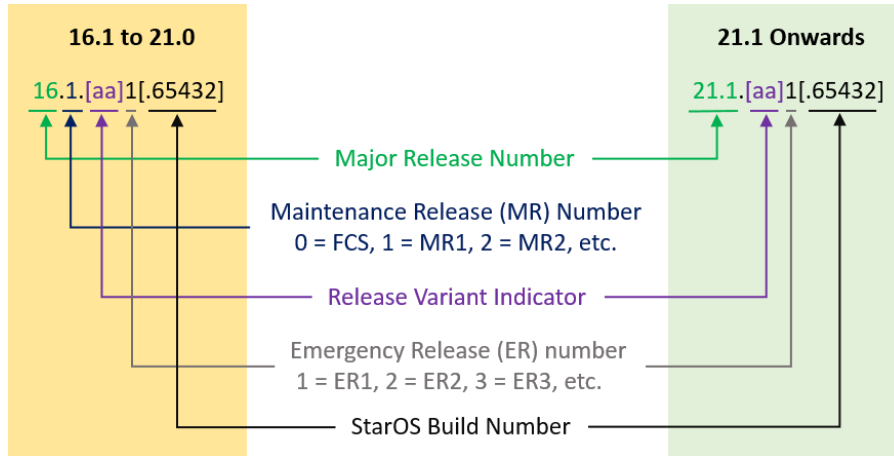 16.1 to 21.0
21.1 Onwards
16.1.[aa]1[.65432]
21.1.[aa]1[.65432]
Major Release Number
Maintenance Release (MR) Number
0 = FCS, 1 = MR1, 2 = MR2, etc.
Release Variant Indicator
Emergency Release (ER) number
1 = ER1, 2 = ER2, 3 = ER3, etc.
StarOS Build Number